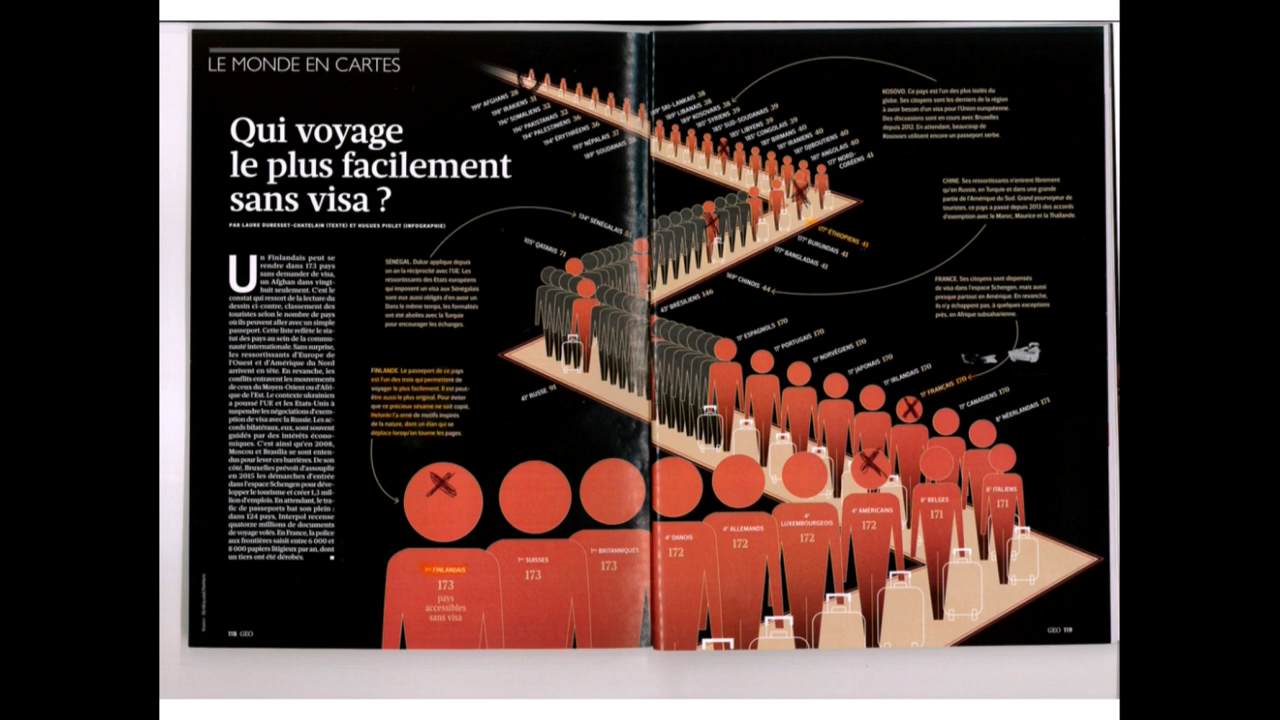 LE MONDE EN CARTES
Qui voyage
le plus facilement
sans visa ?
PAR LAURE DUBESSET-CHATELAIN (TEXTE) ET HUGUES PIOLET (INFOGRAPHIE)
Un Finlandais peut se
rendre dans 173 pays
sans demander de visa,
un Afghan dans vingt-
huit seulement. C'est le
constat qui ressort de la lecture du
dessin ci-contre, classement des
touristes selon le nombre de pays
où ils peuvent aller avec un simple
passeport. Cette liste reflète le sta-
tut des pays au sein de la commu-
nauté internationale. Sans surprise,
les ressortissants d'Europe de
l'Ouest et d'Amérique du Nord
arrivent en tête. En revanche, les
conflits entravent les mouvements
de ceux du Moyen-Orient ou d'Afri-
que de l'Est. Le contexte ukrainien
a poussé l'UE et les Etats-Unis à
suspendre les négociations d'exemp-
tion de visa avec la Russie. Les ac-
cords bilatéraux, eux, sont souvent
guidés par des intérêts écono-
miques. C'est ainsi qu'en 2008,
Moscou et Brasilia se sont enten-
dus pour lever ces barrières. De son
côté, Bruxelles prévoit d'assouplir
en 2015 les démarches d'entrée
dans l'espace Schengen pour déve-
lopper le tourisme et créer 1,3 mil-
lion d'emplois. En attendant, le tra-
fic de passeports bat son plein :
dans 124 pays, Interpol recense
quatorze millions de documents
de voyage volés. En France, la police
aux frontières saisit entre 6 000 et
8 000 papiers litigieux par an, dont
un tiers ont été dérobés.
SENEGAL. Dakar applique depuis
un an la réciprocité avec l'UE. Les
ressortissants des Etats européens
qui imposent un visa aux Sénégalais
sont eux aussi obligés d'en avoir un.
Dans le même temps, les formalités
ont été abolies avec la Turquie
pour encourager les échanges.
FINLANDE. Le passeport de ce pays
est l'un des trois qui permettent de
voyager le plus facilement. Il est peut-
être aussi le plus original. Pour éviter
que ce précieux sésame ne soit copié,
Helsinki l'a orné de motifs inspirés
de la nature, dont un élan qui se
déplace lorsqu'on tourne les pages.
KOSOVO. Ce pays est l'un des plus isolés du
globe. Ses citoyens sont les derniers de la région
à avoir besoin d'un visa pour l'Union européenne.
Des discussions sont en cours avec Bruxelles
depuis 2012. En attendant, beaucoup de
Kosovars utilisent encore un passeport serbe.
CHINE. Ses ressortissants n'entrent librement
qu'en Russie, en Turquie et dans une grande
partie de l'Amérique du Sud. Grand pourvoyeur de
touristes, ce pays a passé depuis 2013 des accords
d'exemption avec le Maroc, Maurice et la Thaïlande.
FRANCE. Ses citoyens sont dispensés
de visa dans l'espace Schengen, mais aussi
presque partout en Amérique. En revanche,
ils n'y échappent pas, à quelques exceptions
près, en Afrique subsaharienne.
199e AFGHANS 28
198e IRAKIENS 31
196e SOMALIENS 32
196e PAKISTANAIS 32
194e PALESTINIENS 36
194e ÉRYTHRÉENS 36
193e NÉPALAIS 37
189e SOUDANAIS
189e SRI-LANKAIS 38
189e LIBANAIS 38
189e KOSOVARS 38
185e SYRIENS 39
185e SUD-SOUDANAIS 39
185e LIBYENS 39
185e CONGOLAIS 39
181e BIRMANS 40
181e IRANIENS 40
181e DJIBOUTIENS 40
181e ANGOLAIS 40
177e NORD-
CORÉENS 41
177e ÉTHIOPIENS 41
177e BURUNDAIS 41
177e BANGLADAIS 41
169e CHINOIS 44
134e SENEGALAIS
105e QATARIS 71
43e BRÉSILIENS 146
41e RUSSE
11e ESPAGNOLS 170
11e PORTUGAIS 170
11e NORVÉGIENS 170
11e JAPONAIS 170
11e IRLANDAIS 170
11e FRANÇAIS 170
11e CANADIENS 170
8e NÉERLANDAIS 171
8e ITALIENS
171
8e BELGES
171
4e AMÉRICAINS
172
4e
LUXEMBOURGEOIS
172
4e ALLEMANDS
172
4e DANOIS
172
1ers BRITANNIQUES
173
1ers SUISSES
173
1ers FINLANDAIS
173
pays
accessibles
sans visa
118 GEO
GEO 119